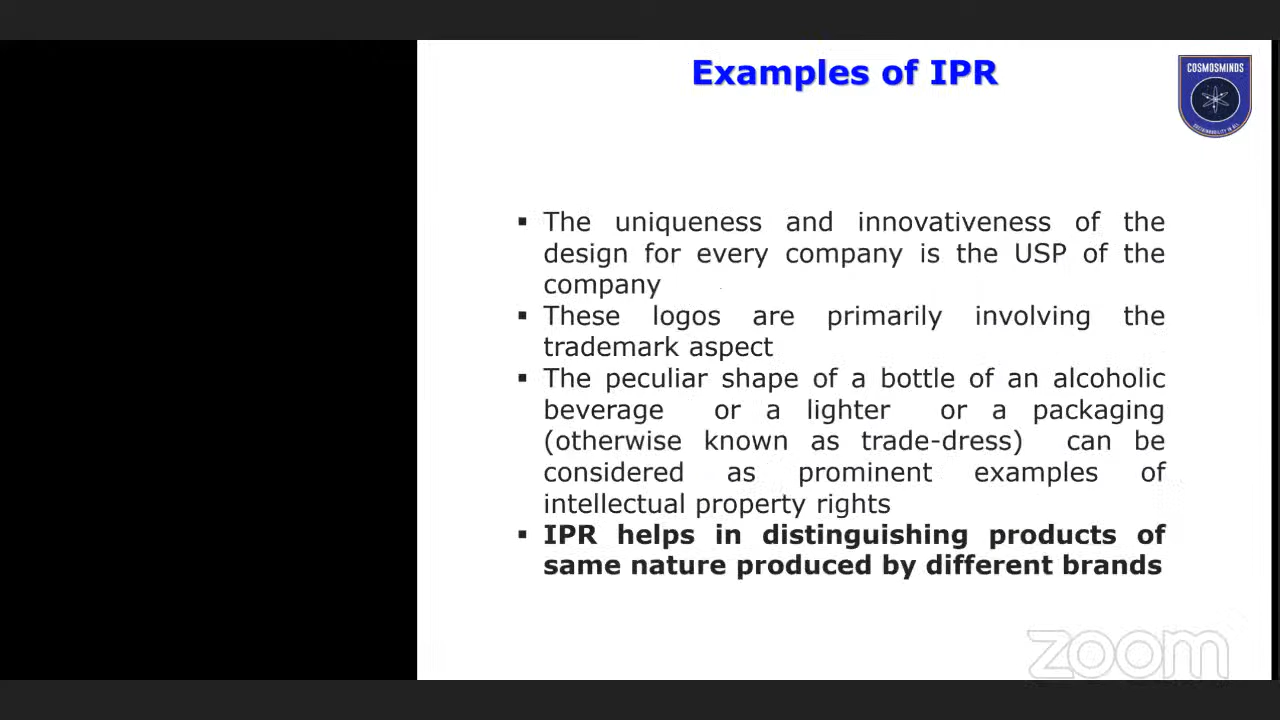 Examples of IPR
COSMOSMINDS
SUSTAINABILITY IN ALL
▪ The uniqueness and innovativeness of the
design for every company is the USP of the
company
▪ These logos are primarily involving the
trademark aspect
▪ The peculiar shape of a bottle of an alcoholic
beverage or a lighter or a packaging
(otherwise known as trade-dress) can be
considered as prominent examples of
intellectual property rights
▪ IPR helps in distinguishing products of
same nature produced by different brands
zoom